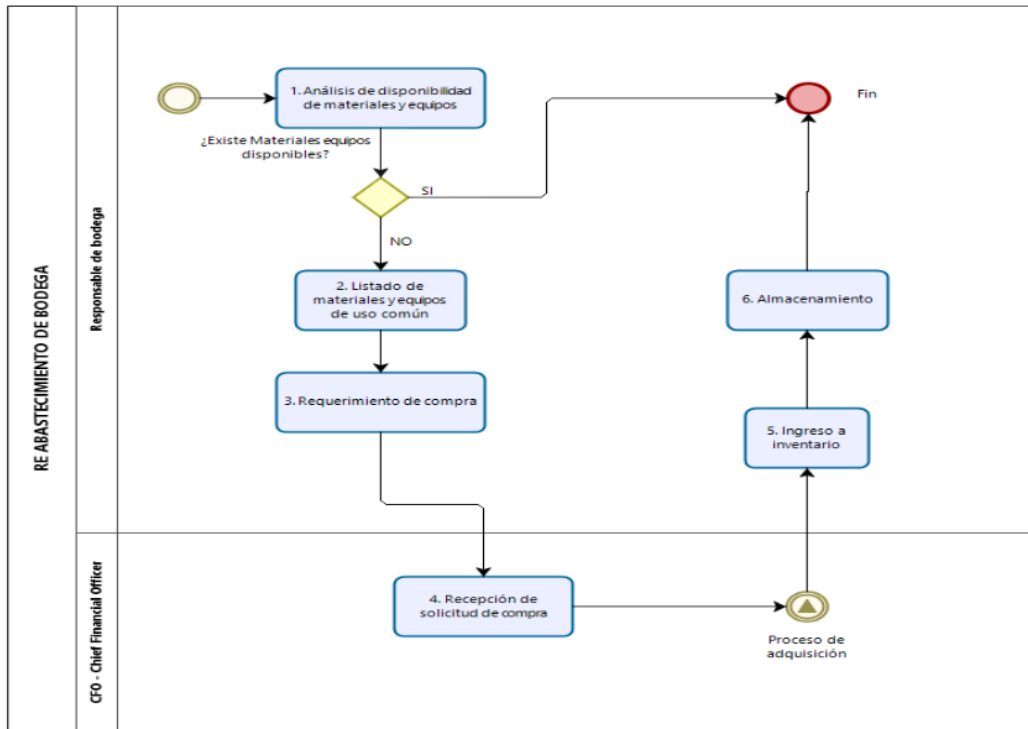 RE ABASTECIMIENTO DE BODEGA
Responsable de bodega
1. Análisis de disponibilidad
de materiales y equipos
¿Existe Materiales equipos
disponibles?
SI
NO
2. Listado de
materiales y equipos
de uso común
3. Requerimiento de compra
Fin
6. Almacenamiento
5. Ingreso a
inventario
CFO - Chief Financial Officer
4. Recepción de
solicitud de compra
Proceso de
adquisición